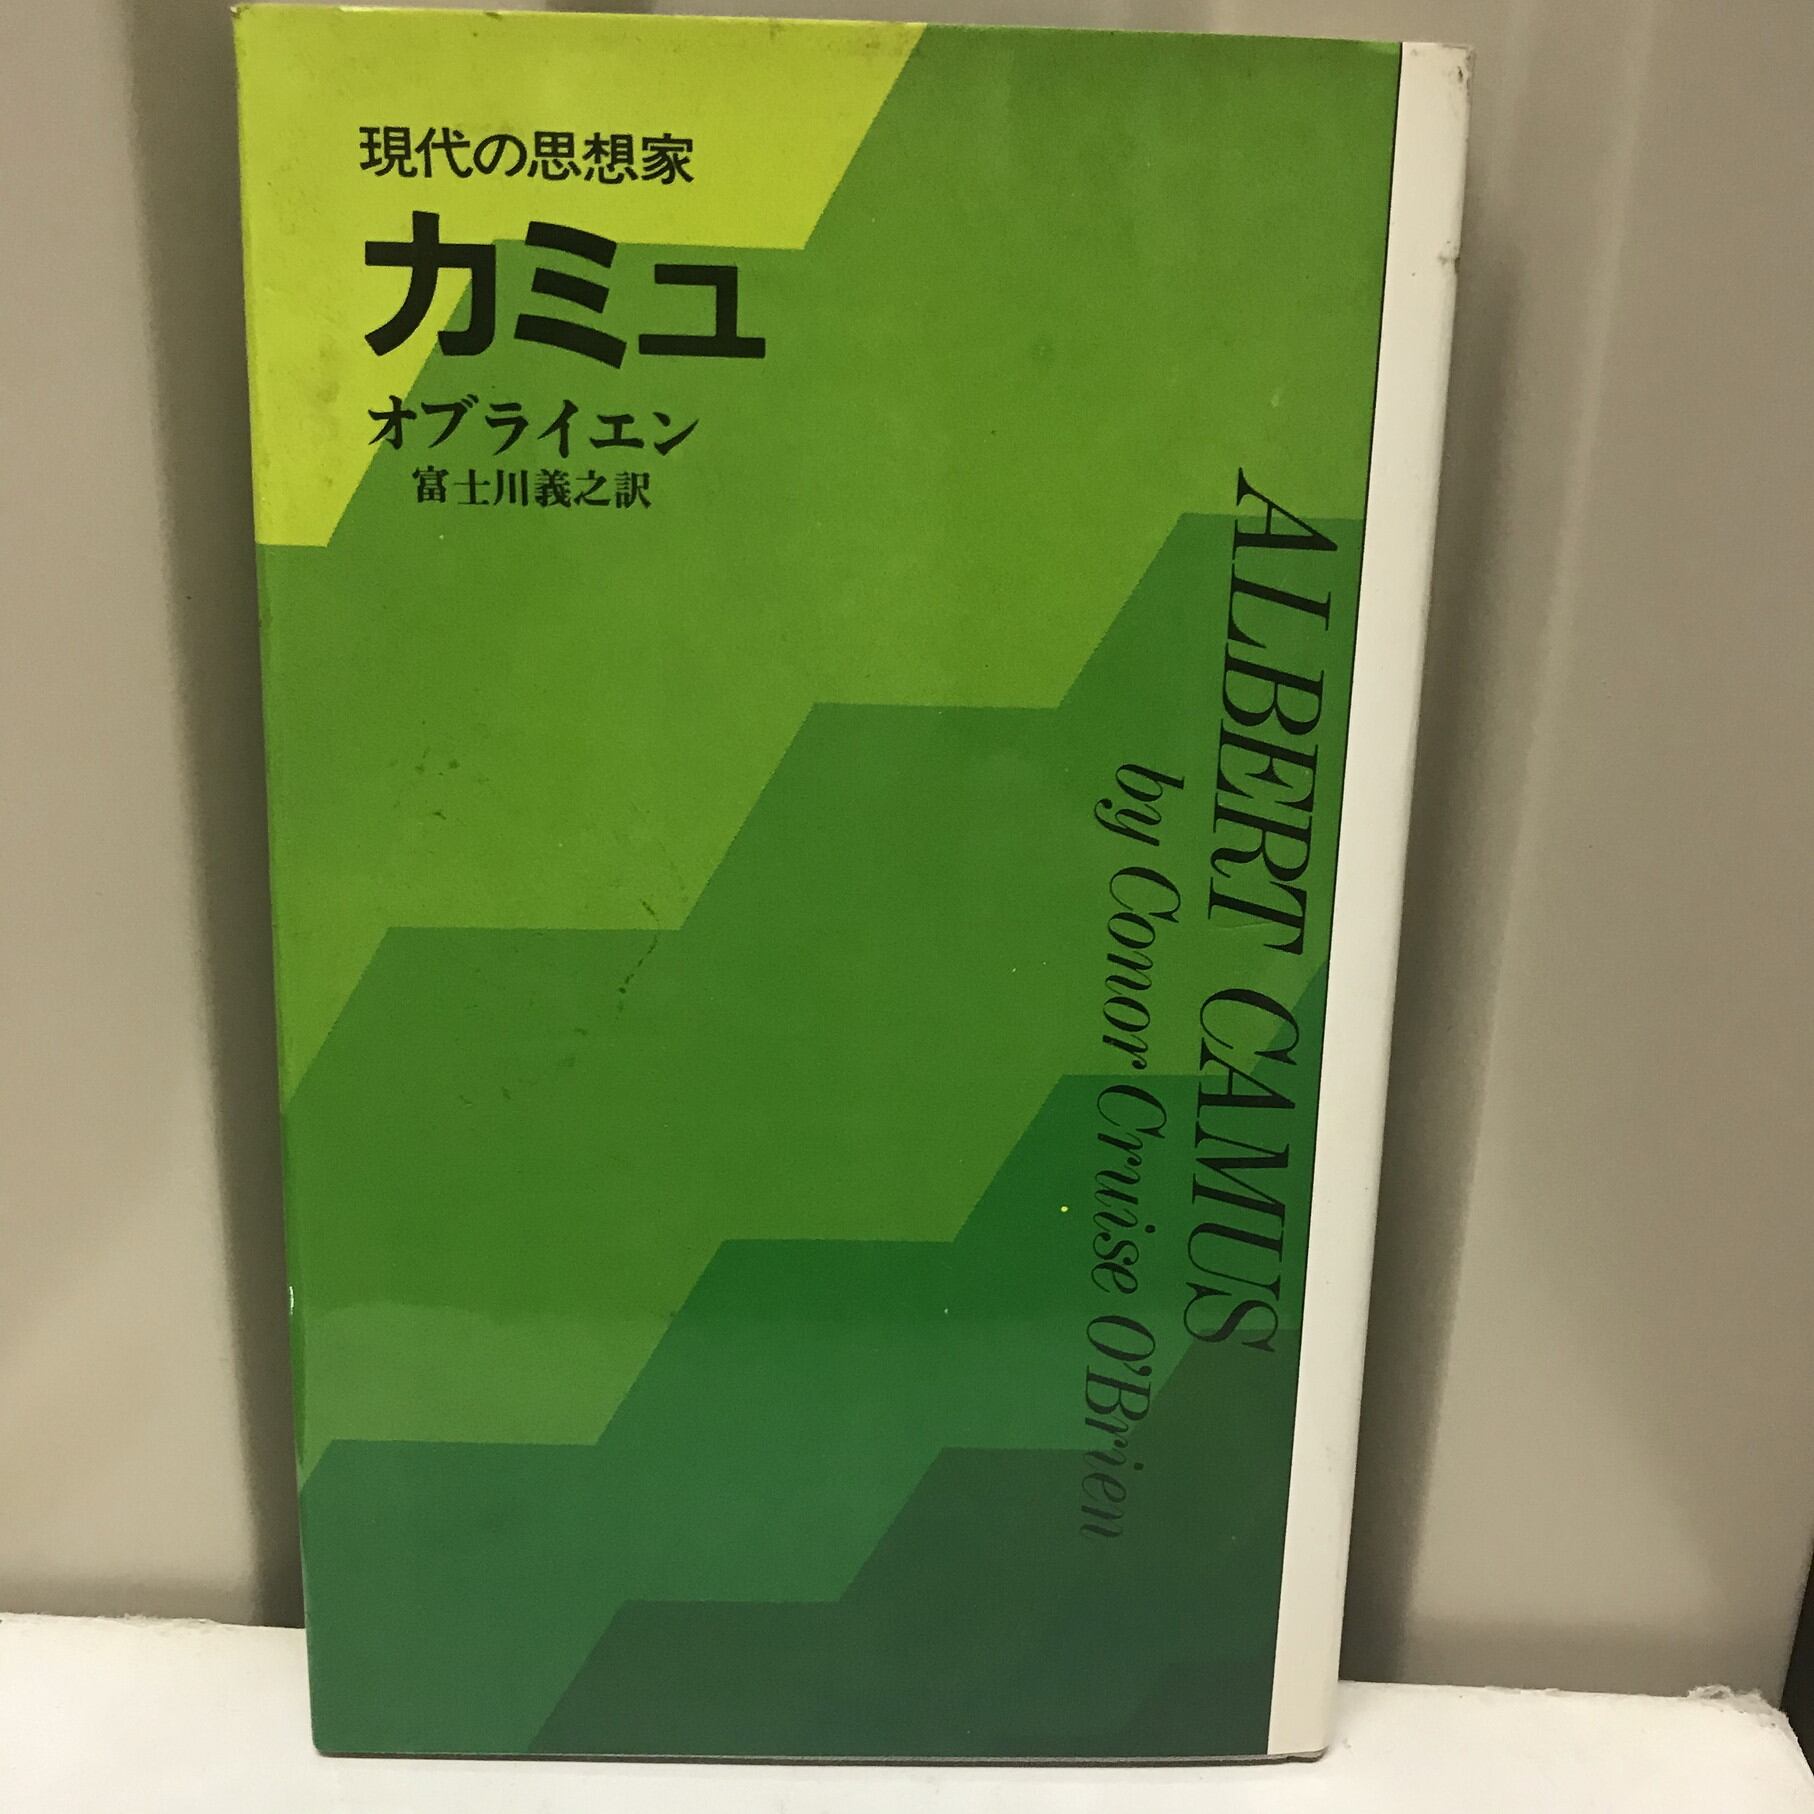 現代の思想家
カミュ
オブライエン
富士川義之訳
ALBERT CAMUS
by Conor Cruise O'Brien